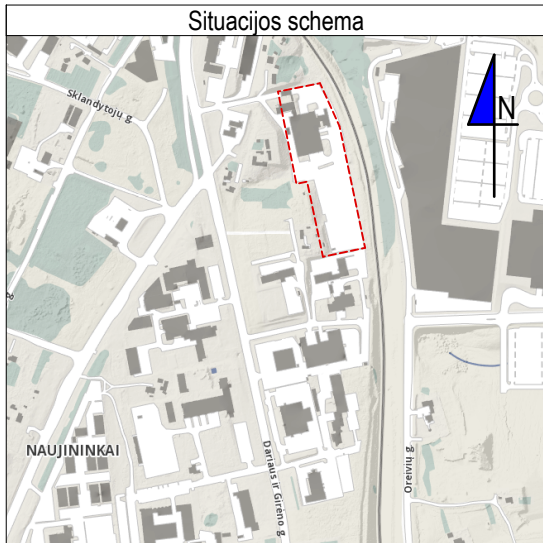 Situacijos schema
Sklandytojų g.
N
NAUJININKAI
Dariaus ir Girėno g.
Oreivių g.